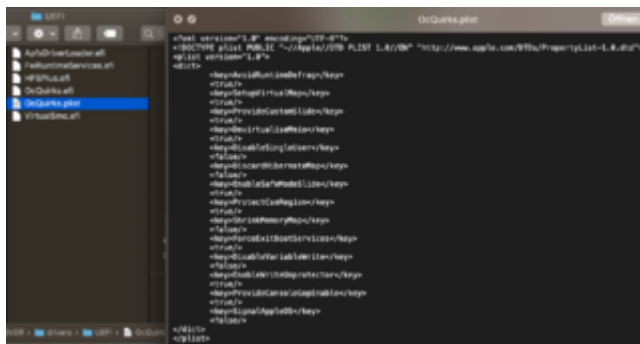 UEFI
ApfsDriverLoader.efi
FwRuntimeServices.efi
HFSPlus.efi
OcQuirks.efi
OcQuirks.plist
VirtualSmc.efi
drivers
UEFI
OcQuirks.plist
<?xml version="1.0" encoding="UTF-8"?>
<!DOCTYPE plist PUBLIC "-//Apple//DTD PLIST 1.0//EN" "http://www.apple.com/DTDs/PropertyList-1.0.dtd">
<plist version="1.0">
<dict>
<key>AvoidRuntimeDefrag</key>
<true/>
<key>SetupVirtualMap</key>
<true/>
<key>ProvideCustomSlide</key>
<true/>
<key>DevirtualiseMmio</key>
<true/>
<key>DisableSingleUser</key>
<false/>
<key>DiscardHibernateMap</key>
<false/>
<key>EnableSafeModeSlide</key>
<true/>
<key>ProtectCsmRegion</key>
<true/>
<key>ShrinkMemoryMap</key>
<false/>
<key>ForceExitBootServices</key>
<true/>
<key>DisableVariableWrite</key>
<false/>
<key>EnableWriteUnprotector</key>
<true/>
<key>ProvideConsoleGopEnable</key>
<true/>
<key>SignalAppleOS</key>
<false/>
</dict>
</plist>